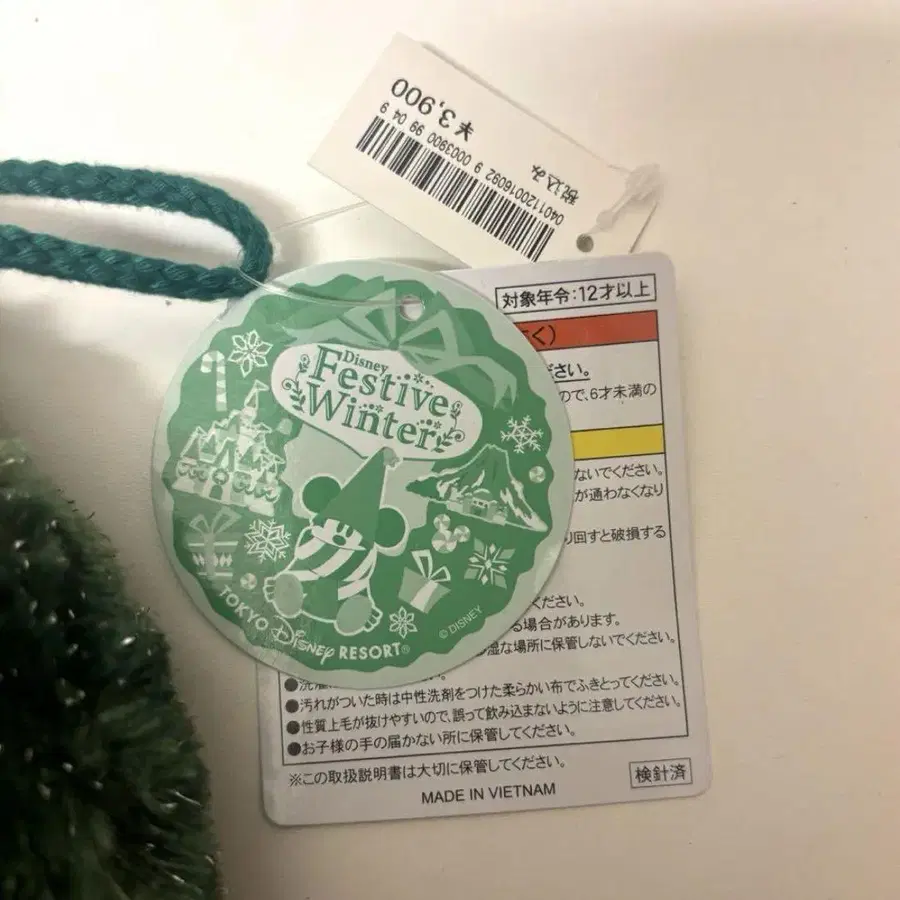 ¥3,900
税込み
0401120016092 9 0003900 99 04 9
Disney
Festive
Winter
TOKYO Disney RESORT®
© DISNEY
対象年令:12才以上
く)
ださい。
ので、6才未満の
ないでください。
が通わなくなり
り回すと破損する
ください。
る場合があります。
湿な場所に保管しないでください。
●洗濯
●汚れがついた時は中性洗剤をつけた柔らかい布でふきとってください。
●性質上毛が抜けやすいので、誤って飲み込まないように注意してください。
●お子様の手の届かない所に保管してください。
※この取扱説明書は大切に保管してください。
検針済
MADE IN VIETNAM